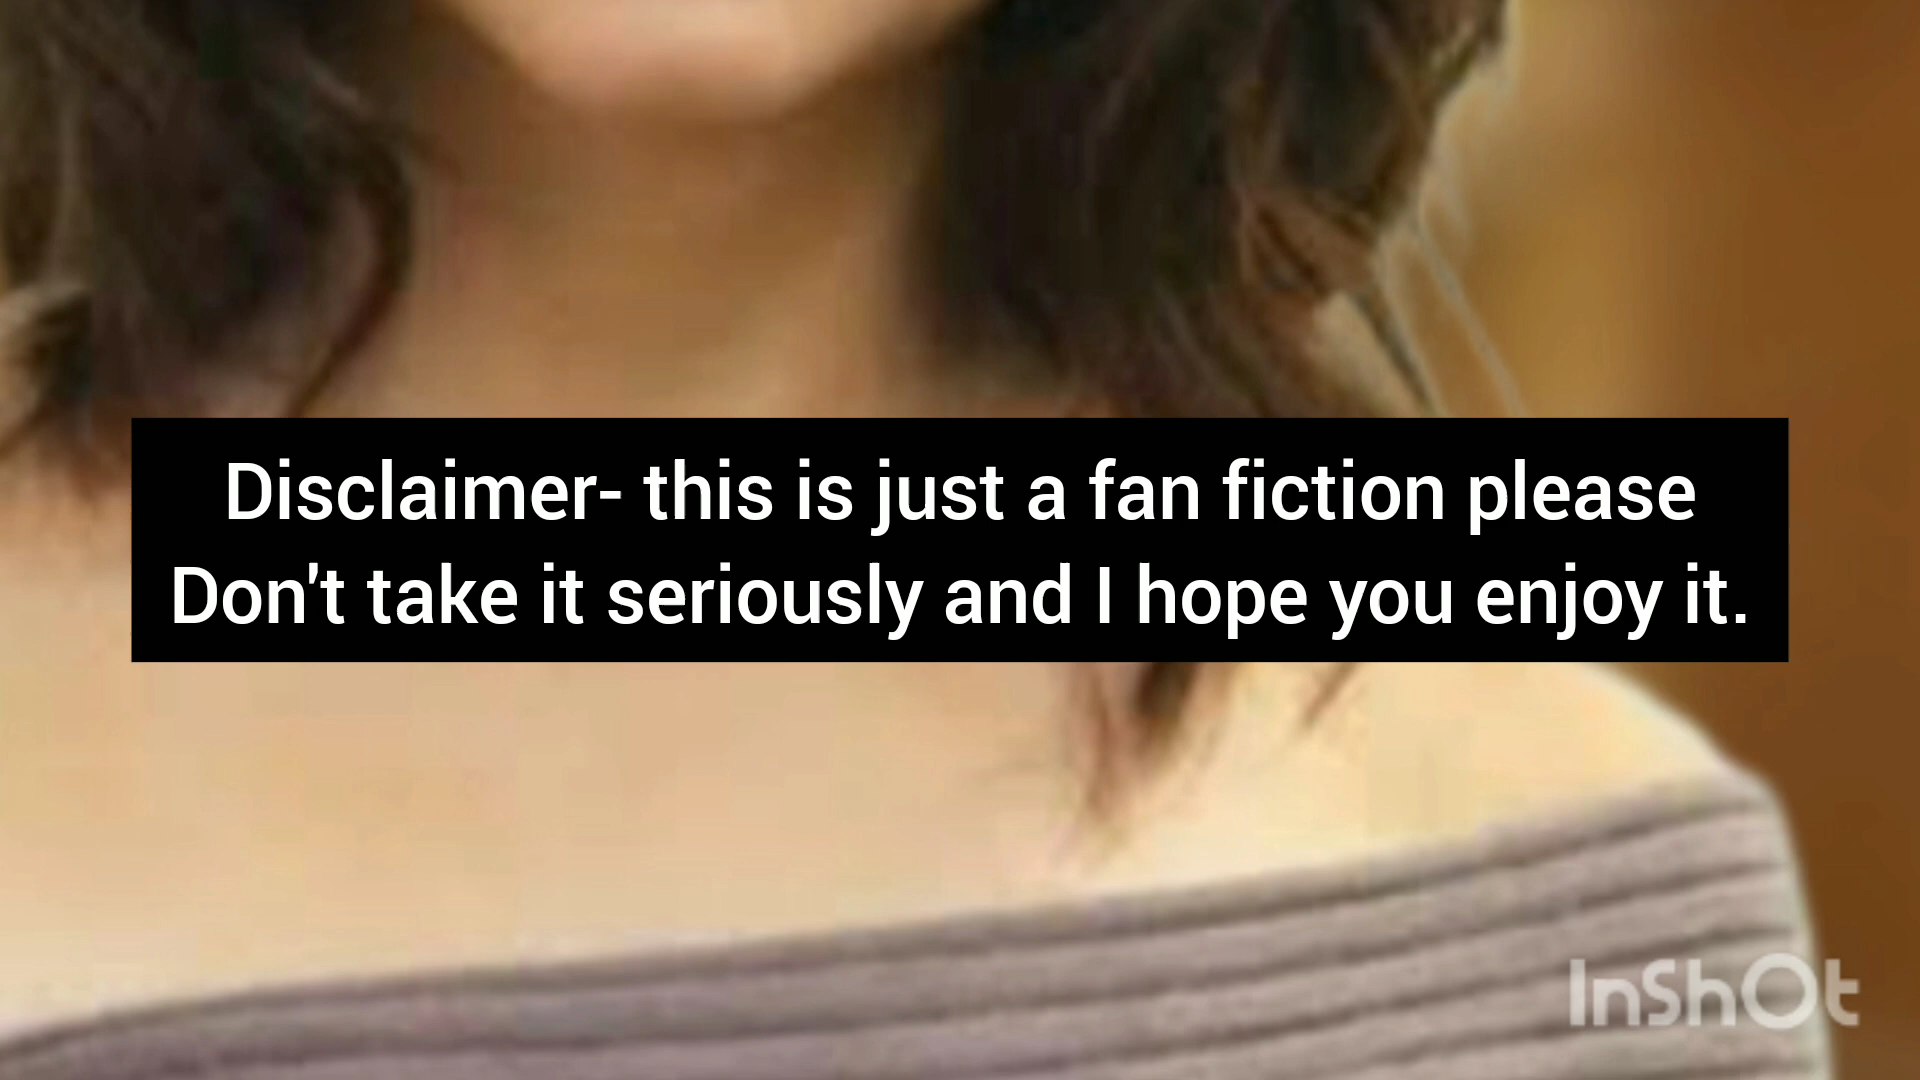 Disclaimer- this is just a fan fiction please
Don't take it seriously and I hope you enjoy it.
InShOt